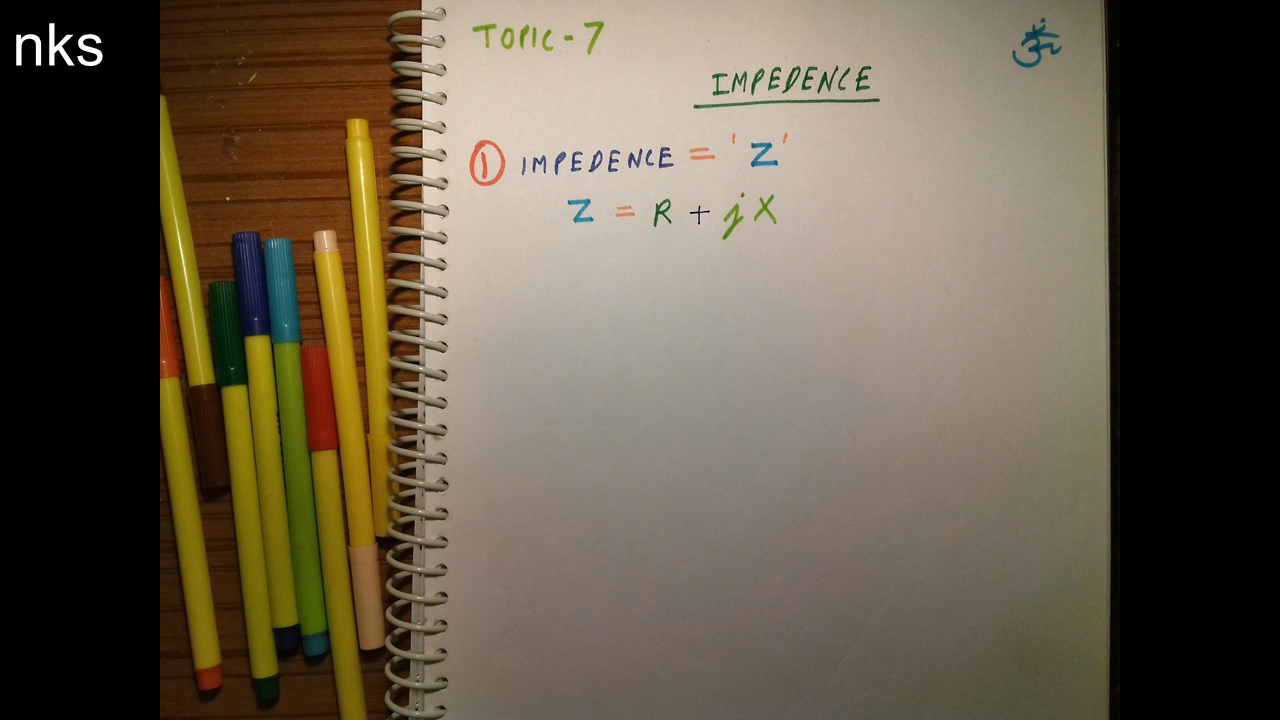 nks
TOPIC-7
ॐ
IMPEDENCE
① IMPEDENCE = 'Z'
Z = R + jX